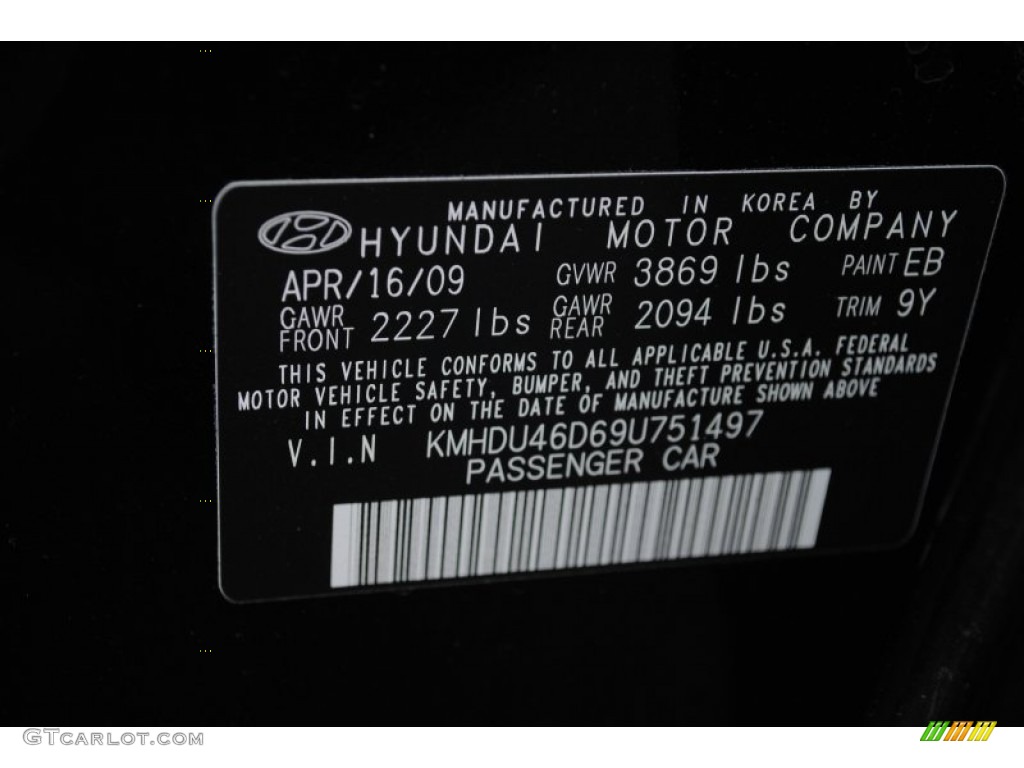 MANUFACTURED IN KOREA BY
HYUNDAI MOTOR COMPANY
APR/16/09 GVWR 3869 lbs PAINT EB
GAWR FRONT 2227 lbs GAWR REAR 2094 lbs TRIM 9Y
THIS VEHICLE CONFORMS TO ALL APPLICABLE U.S.A. FEDERAL
MOTOR VEHICLE SAFETY, BUMPER, AND THEFT PREVENTION STANDARDS
IN EFFECT ON THE DATE OF MANUFACTURE SHOWN ABOVE
V.I.N KMHDU46D69U751497
PASSENGER CAR
GTCARLOT.COM